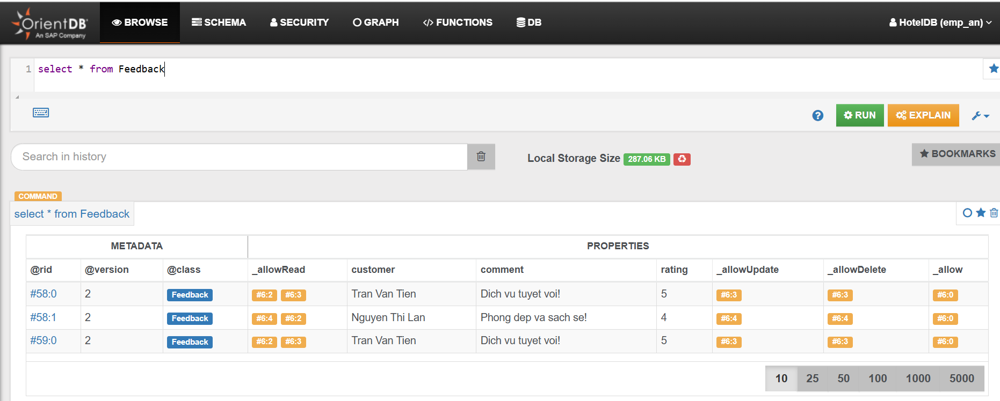 OrientDB
An SAP Company
BROWSE SCHEMA SECURITY GRAPH FUNCTIONS DB HotelDB (emp_an)
1 select * from Feedback
RUN EXPLAIN
Search in history Local Storage Size 287.06 KB BOOKMARKS
COMMAND
select * from Feedback
METADATA PROPERTIES
@rid @version @class _allowRead customer comment rating _allowUpdate _allowDelete _allow
#58:0 2 Feedback #6:2 #6:3 Tran Van Tien Dich vu tuyet voi! 5 #6:3 #6:3 #6:0
#58:1 2 Feedback #6:4 #6:2 Nguyen Thi Lan Phong dep va sach se! 4 #6:4 #6:4 #6:0
#59:0 2 Feedback #6:2 #6:3 Tran Van Tien Dich vu tuyet voi! 5 #6:3 #6:3 #6:0
10 25 50 100 1000 5000